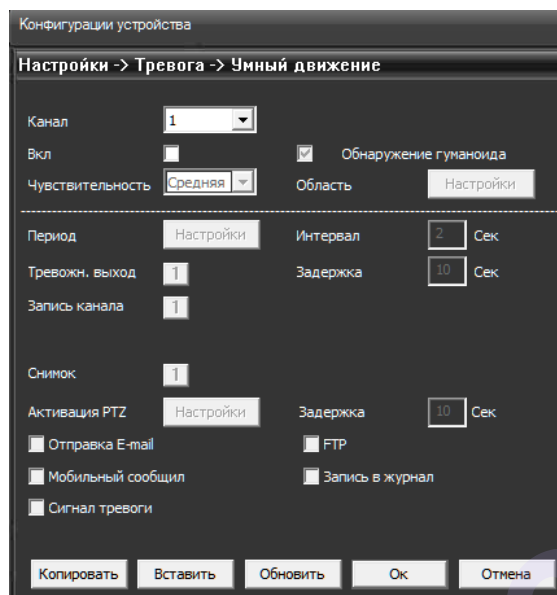 Конфигурации устройства
Настройки -> Тревога -> Умный движение
Канал 1
Вкл Обнаружение гуманоида
Чувствительность Средняя Область Настройки
Период Настройки Интервал 2 Сек
Тревожн. выход 1 Задержка 10 Сек
Запись канала 1
Снимок 1
Активация PTZ Настройки Задержка 10 Сек
Отправка E-mail FTP
Мобильный сообщил Запись в журнал
Сигнал тревоги
Копировать Вставить Обновить Ок Отмена